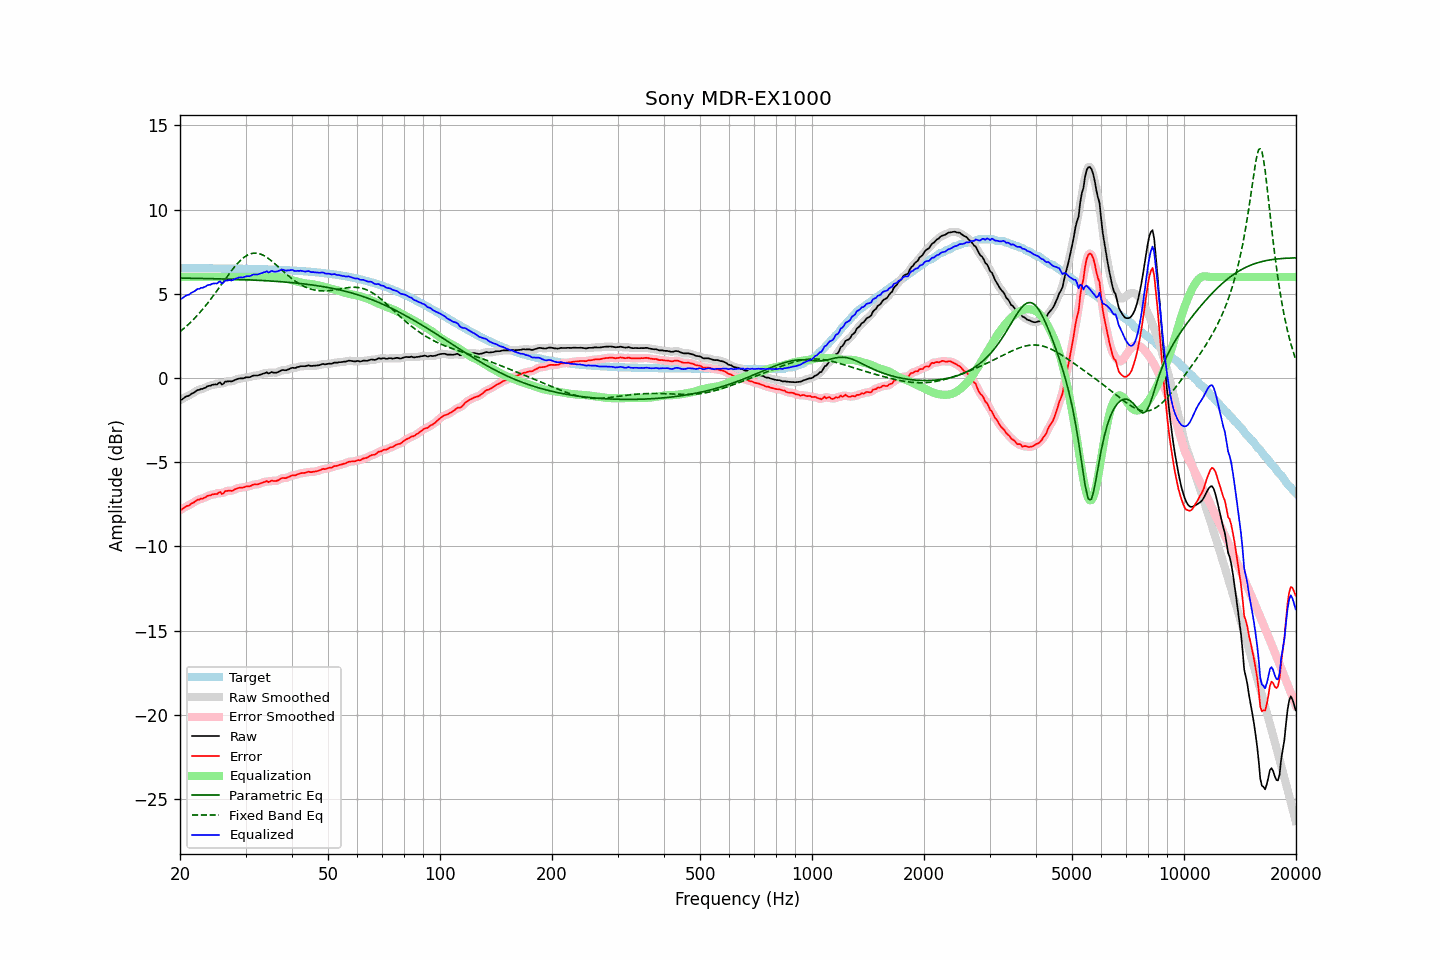 Sony MDR-EX1000
Amplitude (dBr)
15
10
5
0
−5
−10
−15
−20
−25
Target
Raw Smoothed
Error Smoothed
Raw
Error
Equalization
Parametric Eq
Fixed Band Eq
Equalized
20
50
100
200
500
1000
2000
5000
10000
20000
Frequency (Hz)